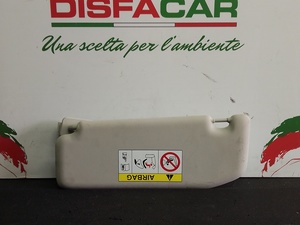 DISFACAR
Una scelta per l'ambiente
AIRBAG